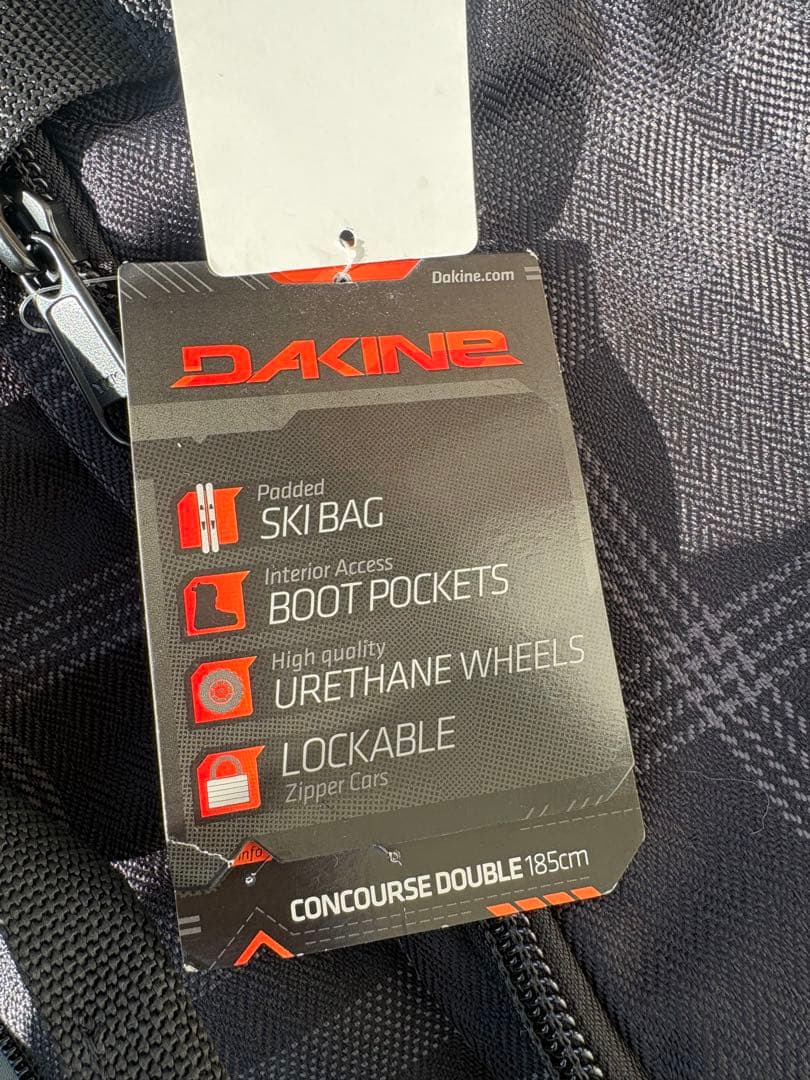 Dakine.com
DAKINE
Padded
SKI BAG
Interior Access
BOOT POCKETS
High quality
URETHANE WHEELS
LOCKABLE
Zipper Cars
info
CONCOURSE DOUBLE 185cm